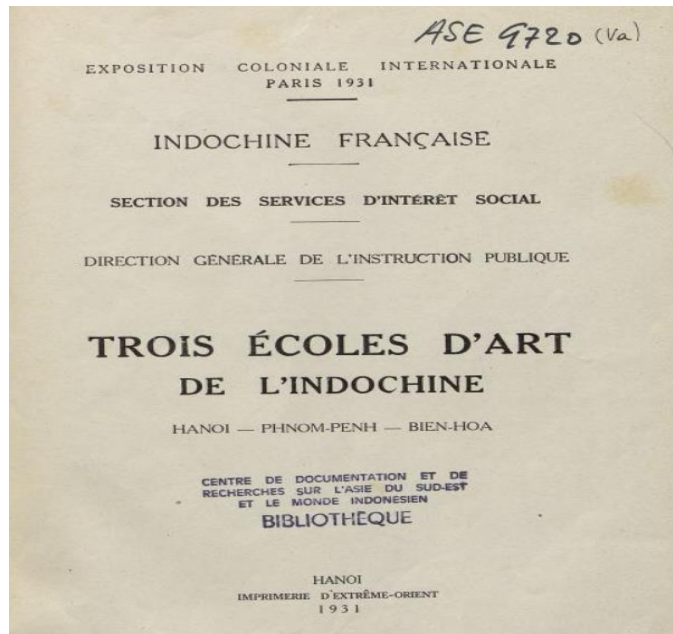 ASE 9720 (Va)
EXPOSITION COLONIALE INTERNATIONALE
PARIS 1931
INDOCHINE FRANÇAISE
SECTION DES SERVICES D'INTÉRÊT SOCIAL
DIRECTION GÉNÉRALE DE L'INSTRUCTION PUBLIQUE
TROIS ÉCOLES D'ART
DE L'INDOCHINE
HANOI — PHNOM-PENH — BIEN-HOA
CENTRE DE DOCUMENTATION ET DE
RECHERCHES SUR L'ASIE DU SUD-EST
ET LE MONDE INDONESIEN
BIBLIOTHEQUE
HANOI
IMPRIMERIE D'EXTRÊME-ORIENT
1931